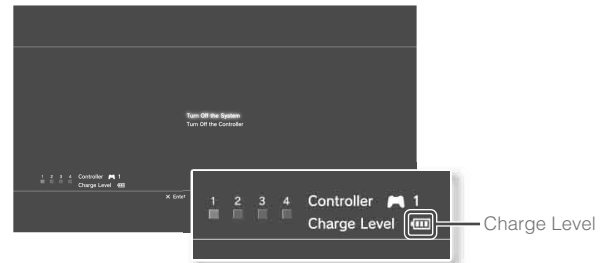 Turn Off the System
Turn Off the Controller
1 2 3 4 Controller 1
Charge Level
X Enter
1 2 3 4 Controller 1
Charge Level
Charge Level